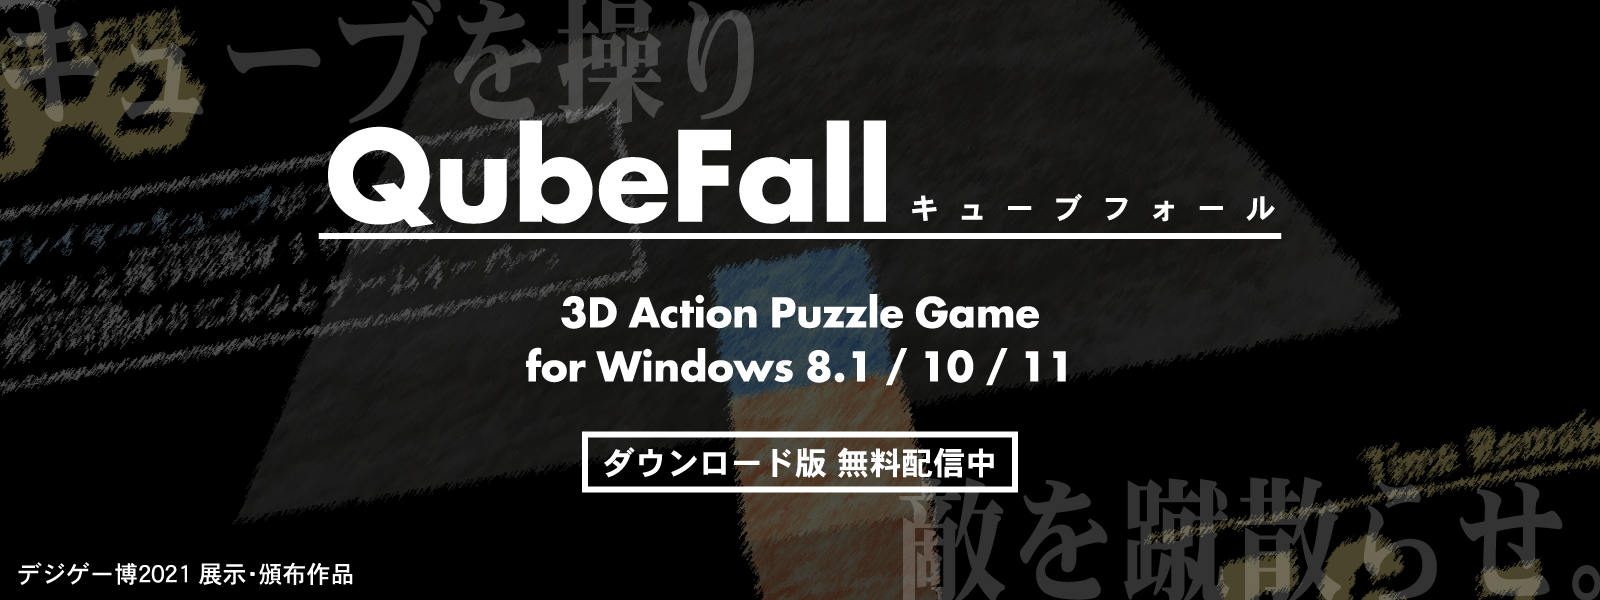 キューブを操り
QubeFall キューブフォール
3D Action Puzzle Game
for Windows 8.1 / 10 / 11
ダウンロード版 無料配信中
敵を蹴散らせ。
デジゲー博2021 展示・頒布作品